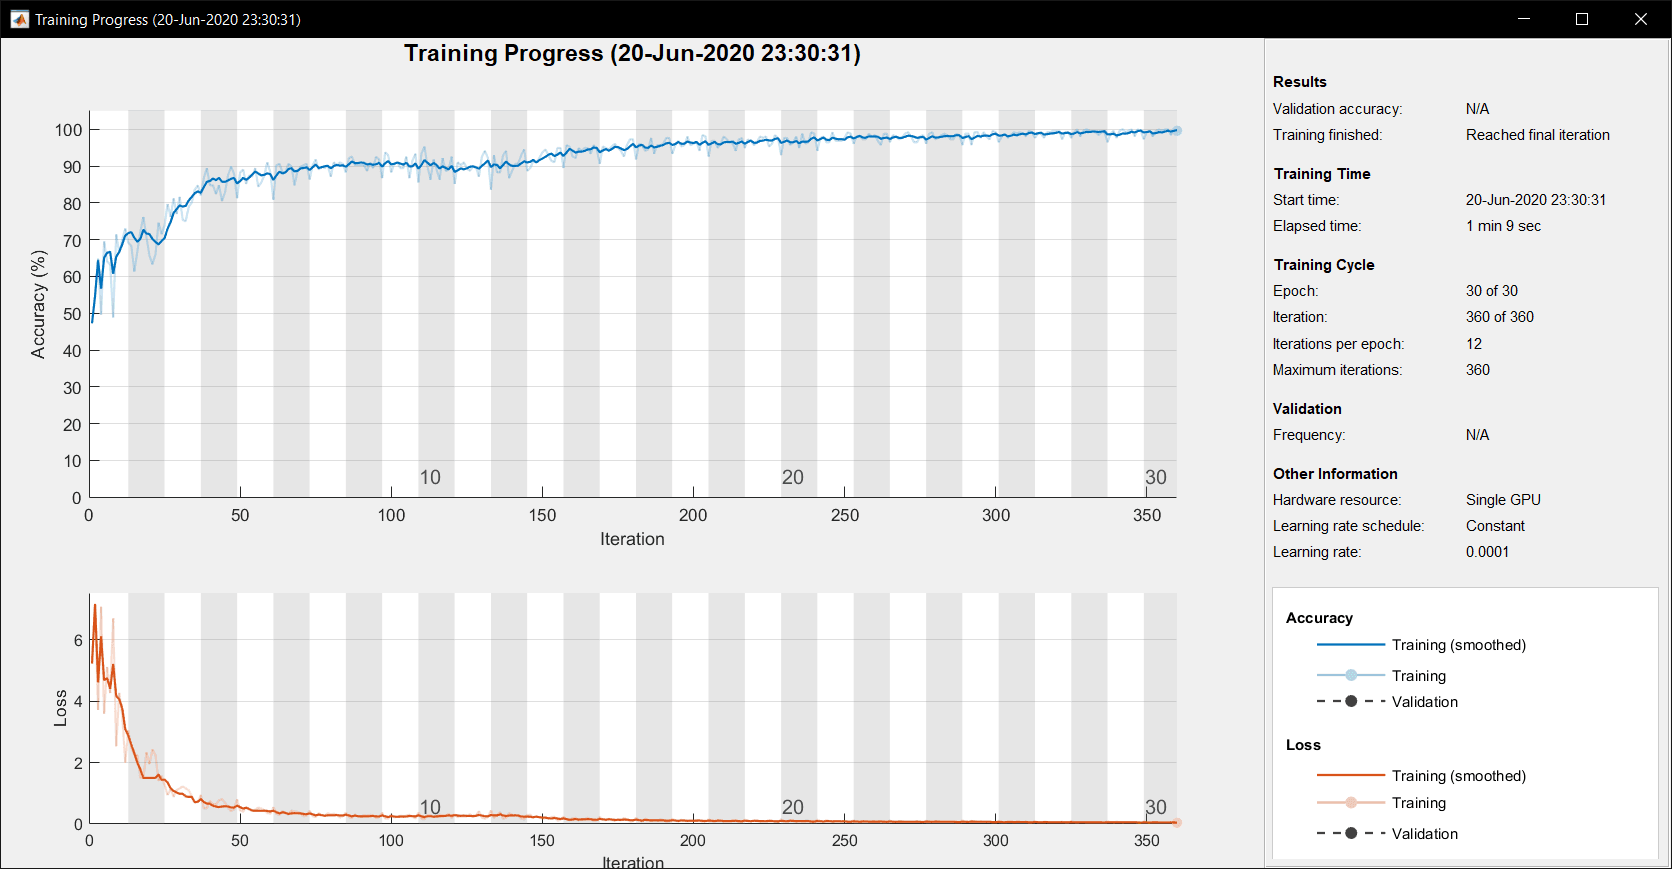 Training Progress (20-Jun-2020 23:30:31)
Training Progress (20-Jun-2020 23:30:31)
Accuracy (%)
100
90
80
70
60
50
40
30
20
10
0
10 20 30
0 50 100 150 200 250 300 350
Iteration
Loss
6
4
2
0
10 20 30
0 50 100 150 200 250 300 350
Iteration
Results
Validation accuracy: N/A
Training finished: Reached final iteration
Training Time
Start time: 20-Jun-2020 23:30:31
Elapsed time: 1 min 9 sec
Training Cycle
Epoch: 30 of 30
Iteration: 360 of 360
Iterations per epoch: 12
Maximum iterations: 360
Validation
Frequency: N/A
Other Information
Hardware resource: Single GPU
Learning rate schedule: Constant
Learning rate: 0.0001
Accuracy
Training (smoothed)
Training
Validation
Loss
Training (smoothed)
Training
Validation